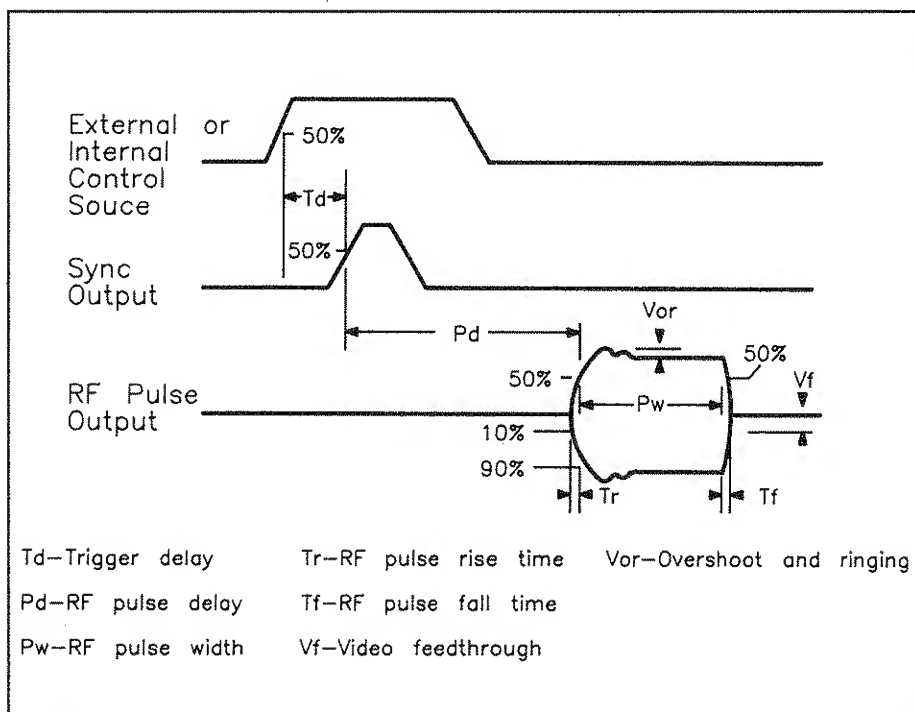 External or
Internal
Control
Souce
50%
Td
50%
Sync
Output
Pd
Vor
50%
50%
Vf
RF Pulse
Output
Pw
10%
90%
Tr
Tf
Td–Trigger delay
Tr–RF pulse rise time
Vor–Overshoot and ringing
Pd–RF pulse delay
Tf–RF pulse fall time
Pw–RF pulse width
Vf–Video feedthrough